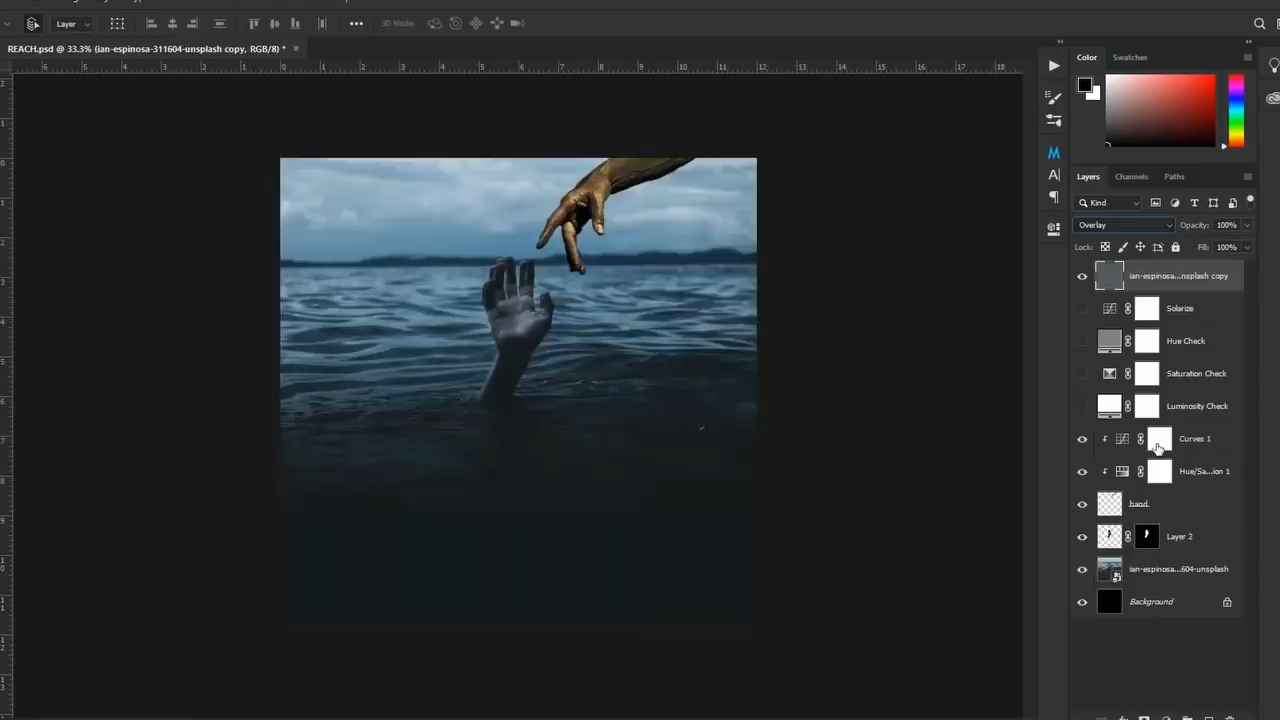 Layer
3D Mode:
REACH.psd @ 33.3% (ian-espinosa-311604-unsplash copy, RGB/8) *
Color Swatches
Layers Channels Paths
Kind
Overlay Opacity: 100%
Lock: Fill: 100%
ian-espinosa...nsplash copy
Solarize
Hue Check
Saturation Check
Luminosity Check
Curves 1
Hue/Sa...ion 1
hand
Layer 2
ian-espinosa...604-unsplash
Background